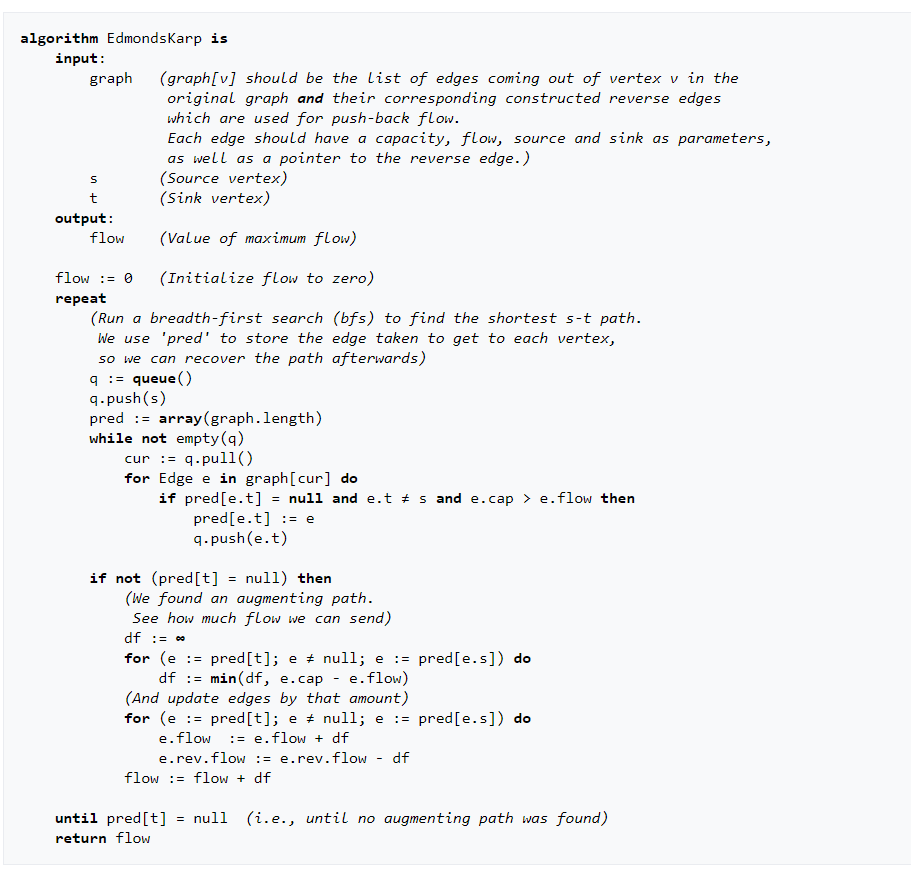 algorithm EdmondsKarp is
    input:
        graph   (graph[v] should be the list of edges coming out of vertex v in the
                 original graph and their corresponding constructed reverse edges
                 which are used for push-back flow.
                 Each edge should have a capacity, flow, source and sink as parameters,
                 as well as a pointer to the reverse edge.)
        s       (Source vertex)
        t       (Sink vertex)
    output:
        flow    (Value of maximum flow)
    flow := 0   (Initialize flow to zero)
    repeat
        (Run a breadth-first search (bfs) to find the shortest s-t path.
         We use 'pred' to store the edge taken to get to each vertex,
         so we can recover the path afterwards)
        q := queue()
        q.push(s)
        pred := array(graph.length)
        while not empty(q)
            cur := q.pull()
            for Edge e in graph[cur] do
                if pred[e.t] = null and e.t ≠ s and e.cap > e.flow then
                    pred[e.t] := e
                    q.push(e.t)
        if not (pred[t] = null) then
            (We found an augmenting path.
             See how much flow we can send)
            df := ∞
            for (e := pred[t]; e ≠ null; e := pred[e.s]) do
                df := min(df, e.cap - e.flow)
            (And update edges by that amount)
            for (e := pred[t]; e ≠ null; e := pred[e.s]) do
                e.flow  := e.flow + df
                e.rev.flow := e.rev.flow - df
            flow := flow + df
    until pred[t] = null  (i.e., until no augmenting path was found)
    return flow